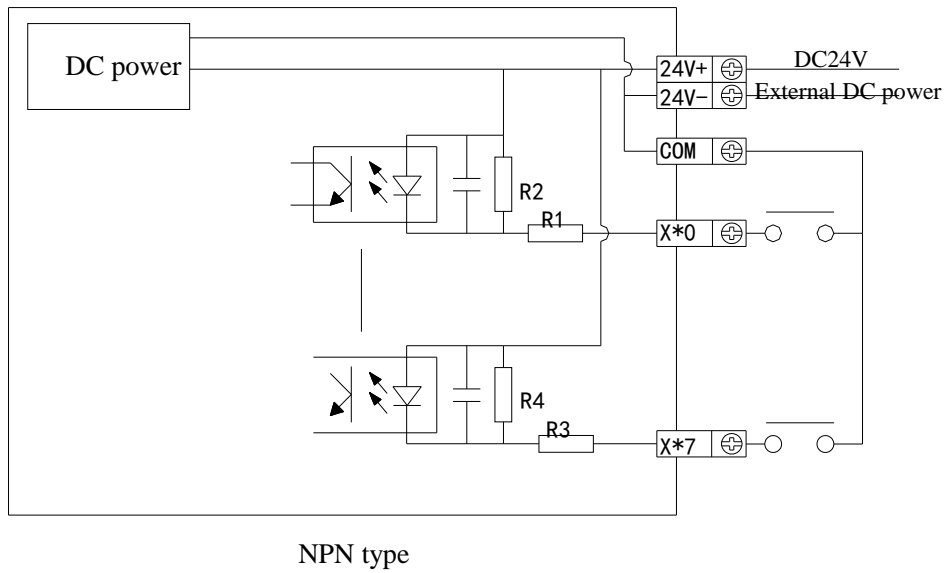 DC power
24V+
DC24V
24V-
External DC power
COM
R2
R1
X*0
R4
R3
X*7
NPN type